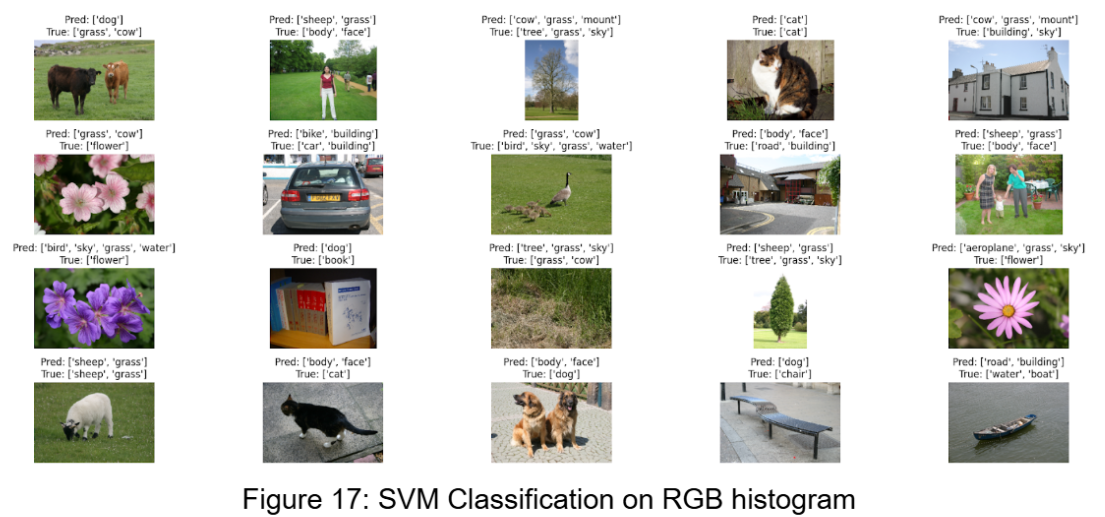 Pred: ['dog']
True: ['grass', 'cow']
Pred: ['sheep', 'grass']
True: ['body', 'face']
Pred: ['cow', 'grass', 'mount']
True: ['tree', 'grass', 'sky']
Pred: ['cat']
True: ['cat']
Pred: ['cow', 'grass', 'mount']
True: ['building', 'sky']
Pred: ['grass', 'cow']
True: ['flower']
Pred: ['bike', 'building']
True: ['car', 'building']
Pred: ['grass', 'cow']
True: ['bird', 'sky', 'grass', 'water']
Pred: ['body', 'face']
True: ['road', 'building']
Pred: ['sheep', 'grass']
True: ['body', 'face']
Pred: ['bird', 'sky', 'grass', 'water']
True: ['flower']
Pred: ['dog']
True: ['book']
Pred: ['tree', 'grass', 'sky']
True: ['grass', 'cow']
Pred: ['sheep', 'grass']
True: ['tree', 'grass', 'sky']
Pred: ['aeroplane', 'grass', 'sky']
True: ['flower']
Pred: ['sheep', 'grass']
True: ['sheep', 'grass']
Pred: ['body', 'face']
True: ['cat']
Pred: ['body', 'face']
True: ['dog']
Pred: ['dog']
True: ['chair']
Pred: ['road', 'building']
True: ['water', 'boat']
Figure 17: SVM Classification on RGB histogram